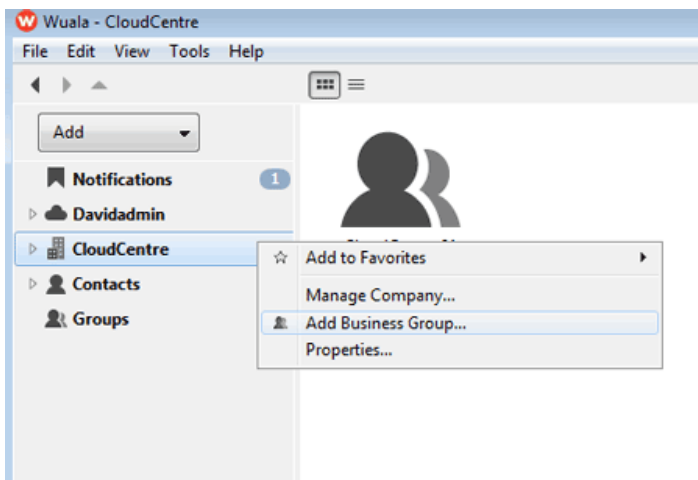 Wuala - CloudCentre
File Edit View Tools Help
Add
Notifications 1
Davidadmin
CloudCentre
Contacts
Groups
Add to Favorites
Manage Company...
Add Business Group...
Properties...